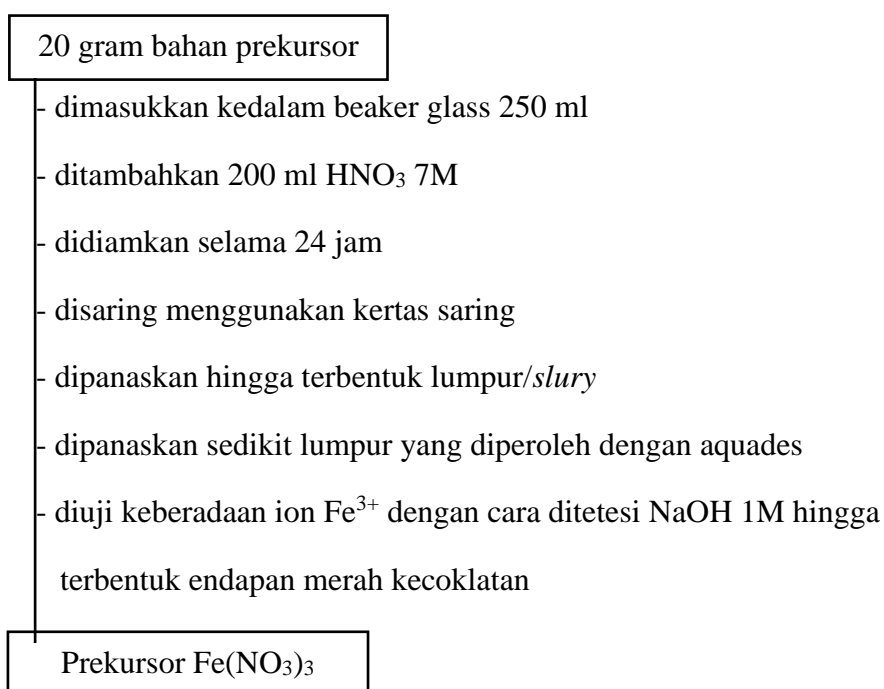 20 gram bahan prekursor
- dimasukkan kedalam beaker glass 250 ml
- ditambahkan 200 ml HNO₃ 7M
- didiamkan selama 24 jam
- disaring menggunakan kertas saring
- dipanaskan hingga terbentuk lumpur/slury
- dipanaskan sedikit lumpur yang diperoleh dengan aquades
- diuji keberadaan ion Fe³⁺ dengan cara ditetesi NaOH 1M hingga
terbentuk endapan merah kecoklatan
Prekursor Fe(NO₃)₃